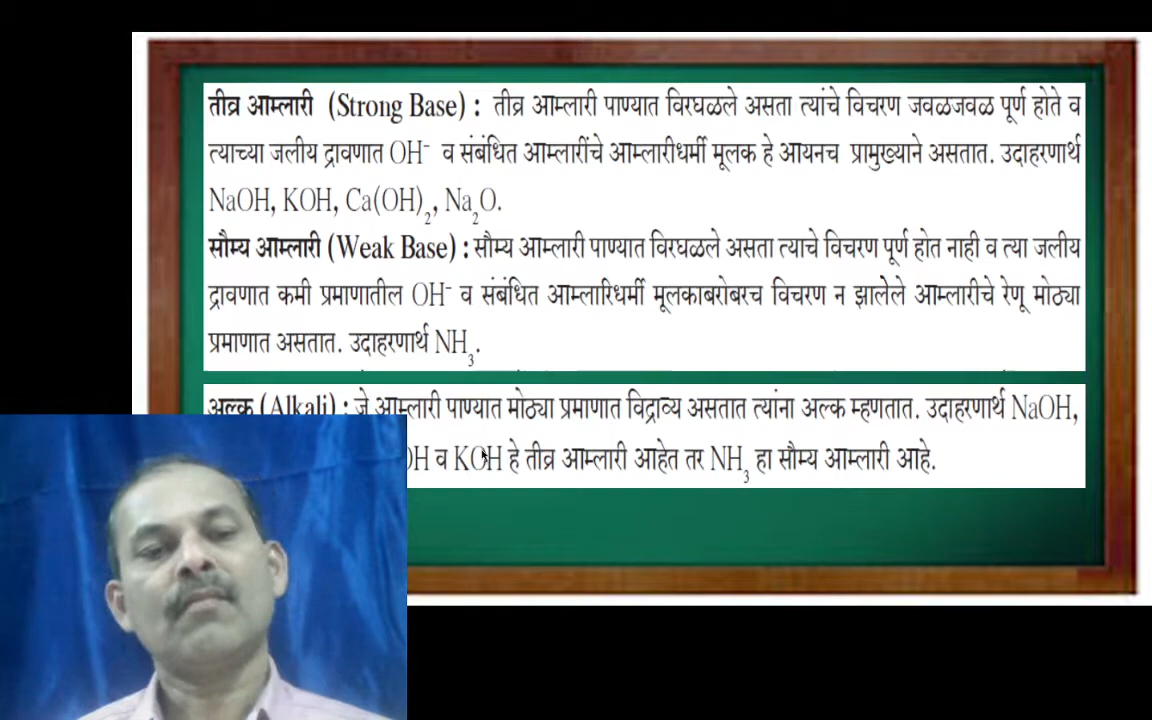 तीव्र आम्लारी (Strong Base) : तीव्र आम्लारी पाण्यात विरघळले असता त्यांचे विचरण जवळजवळ पूर्ण होते व
त्याच्या जलीय द्रावणात OH⁻ व संबंधित आम्लारींचे आम्लारीधर्मी मूलक हे आयनच प्रामुख्याने असतात. उदाहरणार्थ
NaOH, KOH, Ca(OH)₂, Na₂O.
सौम्य आम्लारी (Weak Base) : सौम्य आम्लारी पाण्यात विरघळले असता त्याचे विचरण पूर्ण होत नाही व त्या जलीय
द्रावणात कमी प्रमाणातील OH⁻ व संबंधित आम्लारिधर्मी मूलकाबरोबरच विचरण न झालेले आम्लारीचे रेणू मोठ्या
प्रमाणात असतात. उदाहरणार्थ NH₃.
अल्क (Alkali) : जे आम्लारी पाण्यात मोठ्या प्रमाणात विद्राव्य असतात त्यांना अल्क म्हणतात. उदाहरणार्थ NaOH,
व KOH हे तीव्र आम्लारी आहेत तर NH₃ हा सौम्य आम्लारी आहे.